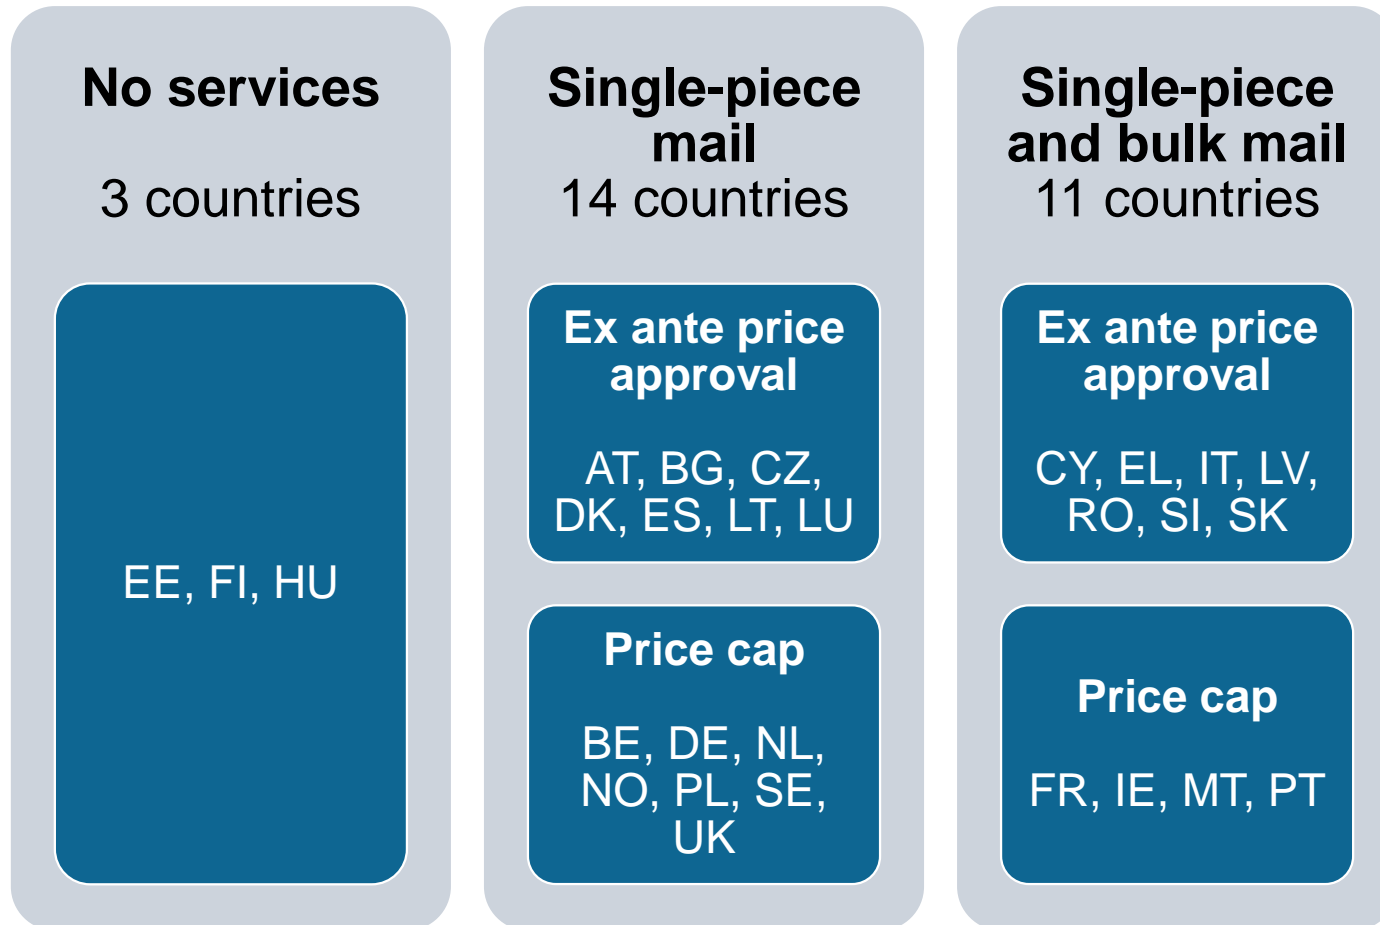 No services
3 countries
EE, FI, HU
Single-piece
mail
14 countries
Ex ante price
approval
AT, BG, CZ,
DK, ES, LT, LU
Price cap
BE, DE, NL,
NO, PL, SE,
UK
Single-piece
and bulk mail
11 countries
Ex ante price
approval
CY, EL, IT, LV,
RO, SI, SK
Price cap
FR, IE, MT, PT